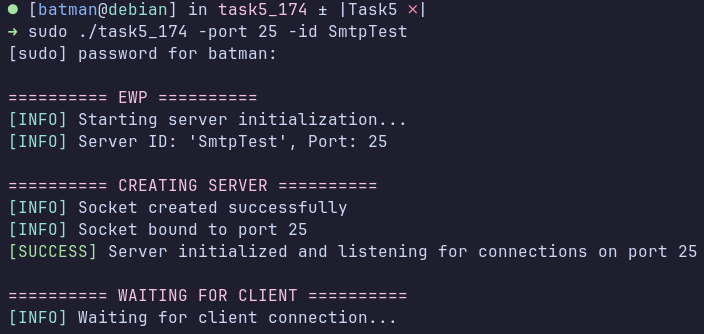 ● [batman@debian] in task5_174 ± |Task5 ✕|
➜ sudo ./task5_174 -port 25 -id SmtpTest
[sudo] password for batman:
========== EWP ==========
[INFO] Starting server initialization...
[INFO] Server ID: 'SmtpTest', Port: 25
========== CREATING SERVER ==========
[INFO] Socket created successfully
[INFO] Socket bound to port 25
[SUCCESS] Server initialized and listening for connections on port 25
========== WAITING FOR CLIENT ==========
[INFO] Waiting for client connection...